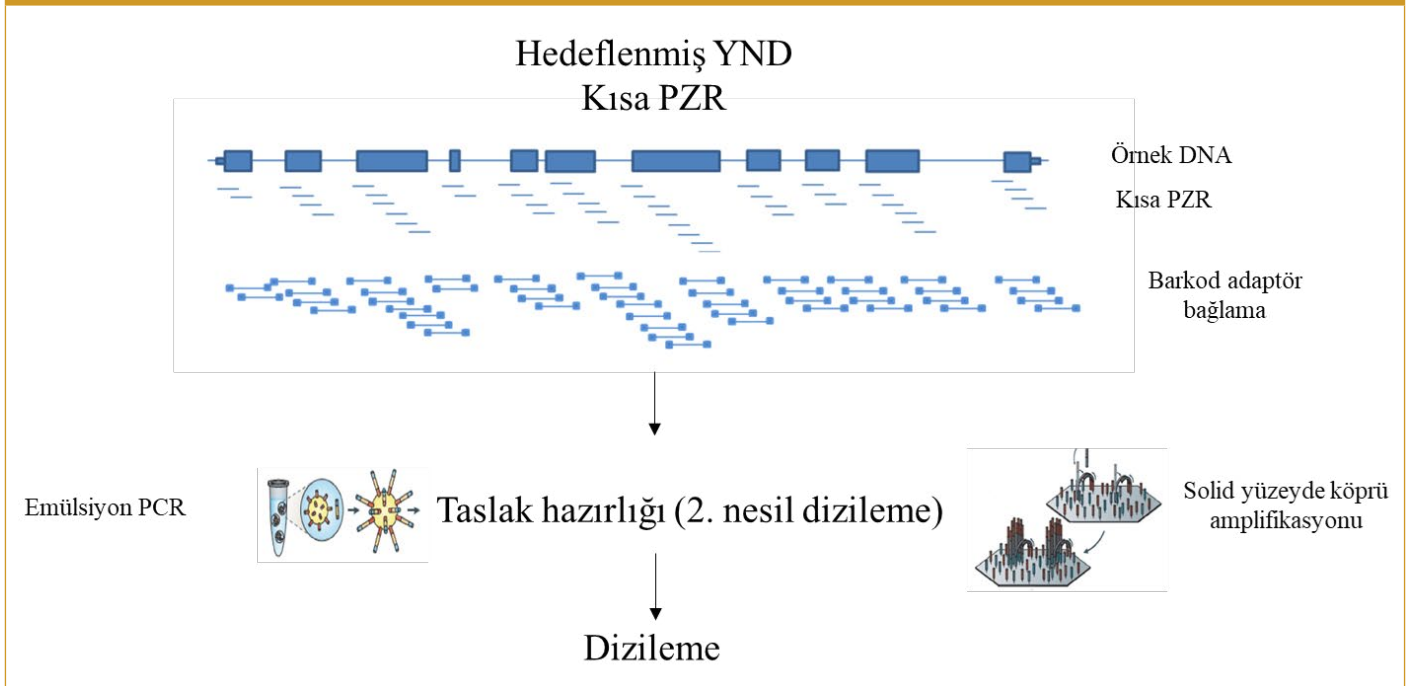 Hedeflenmiş YND
Kısa PZR
Örnek DNA
Kısa PZR
Barkod adaptör
bağlama
Emülsiyon PCR
Taslak hazırlığı (2. nesil dizileme)
Solid yüzeyde köprü
amplifikasyonu
Dizileme